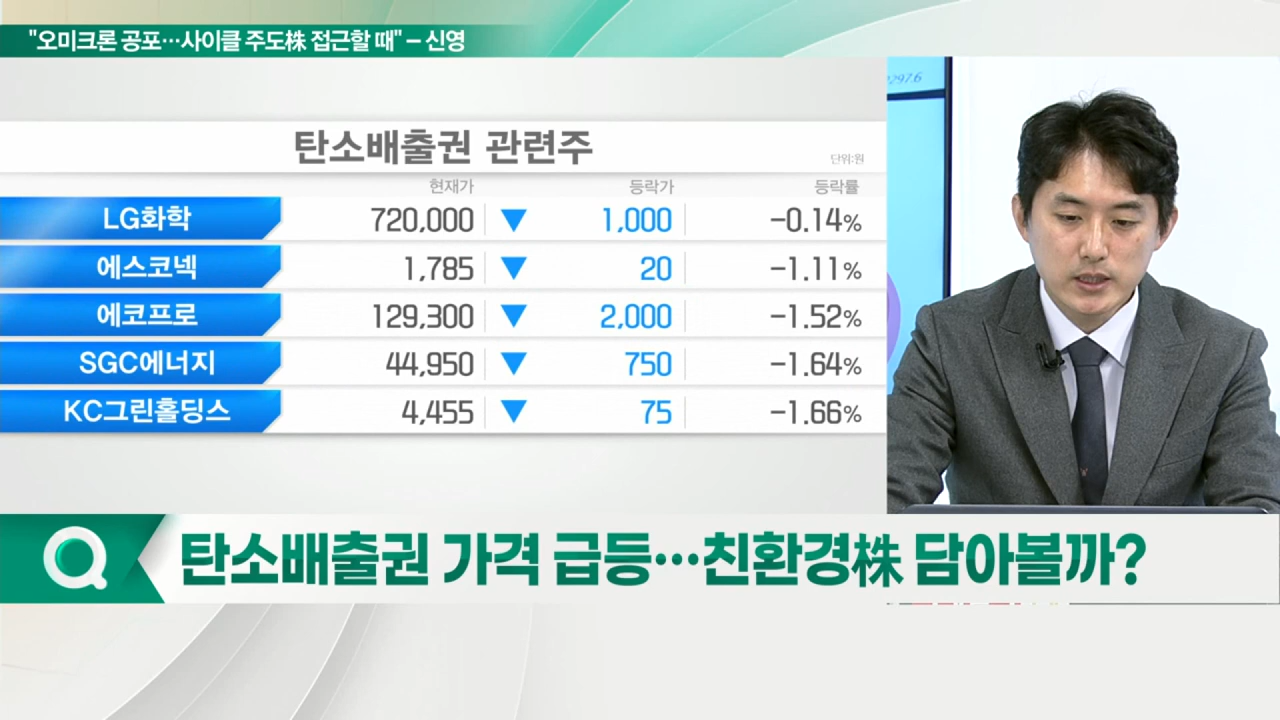 "오미크론 공포…사이클 주도株 접근할 때" – 신영
297.6
탄소배출권 관련주
단위:원
현재가 등락가 등락률
LG화학 720,000 ▼ 1,000 -0.14%
에스코넥 1,785 ▼ 20 -1.11%
에코프로 129,300 ▼ 2,000 -1.52%
SGC에너지 44,950 ▼ 750 -1.64%
KC그린홀딩스 4,455 ▼ 75 -1.66%
탄소배출권 가격 급등…친환경株 담아볼까?